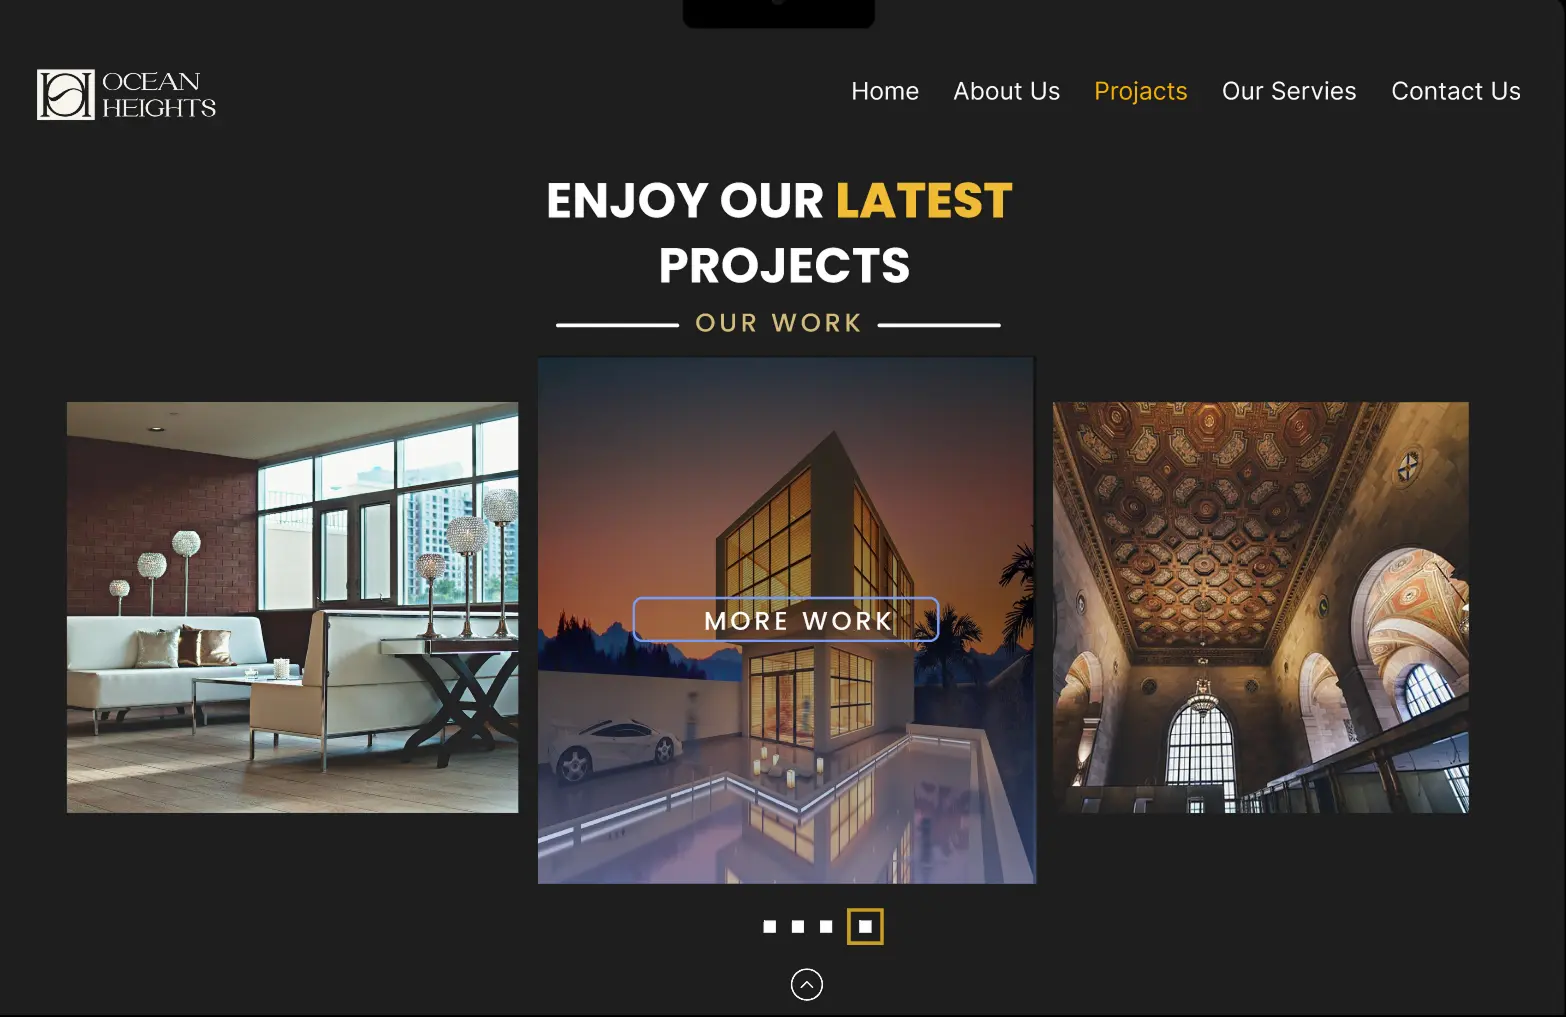 OCEAN
HEIGHTS
Home About Us Projacts Our Servies Contact Us
ENJOY OUR LATEST
PROJECTS
OUR WORK
MORE WORK